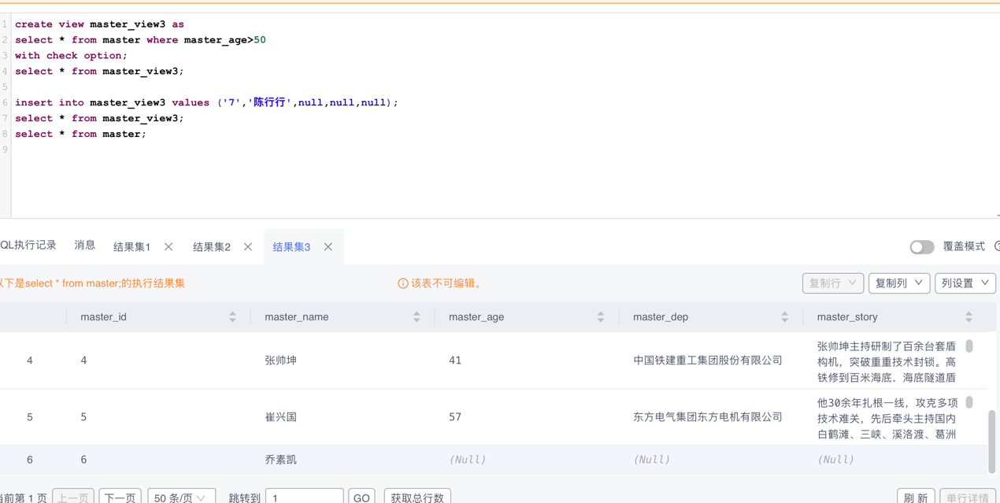 1 create view master_view3 as
2 select * from master where master_age>50
3 with check option;
4 select * from master_view3;
5
6 insert into master_view3 values ('7','陈行行',null,null,null);
7 select * from master_view3;
8 select * from master;
9
QL执行记录 消息 结果集1 结果集2 结果集3 覆盖模式
以下是select * from master;的执行结果集 该表不可编辑。 复制行 复制列 列设置
master_id master_name master_age master_dep master_story
4 4 张帅坤 41 中国铁建重工集团股份有限公司 张帅坤主持研制了百余台套盾
构机，突破重重技术封锁。高
铁修到百米海底，海底隧道盾
5 5 崔兴国 57 东方电气集团东方电机有限公司 他30余年扎根一线，攻克多项
技术难关，先后牵头主持国内
白鹤滩、三峡、溪洛渡、葛洲
6 6 乔素凯 (Null) (Null) (Null)
当前第 1 页 上一页 下一页 50 条/页 跳转到 1 GO 获取总行数 刷 新 单行详情